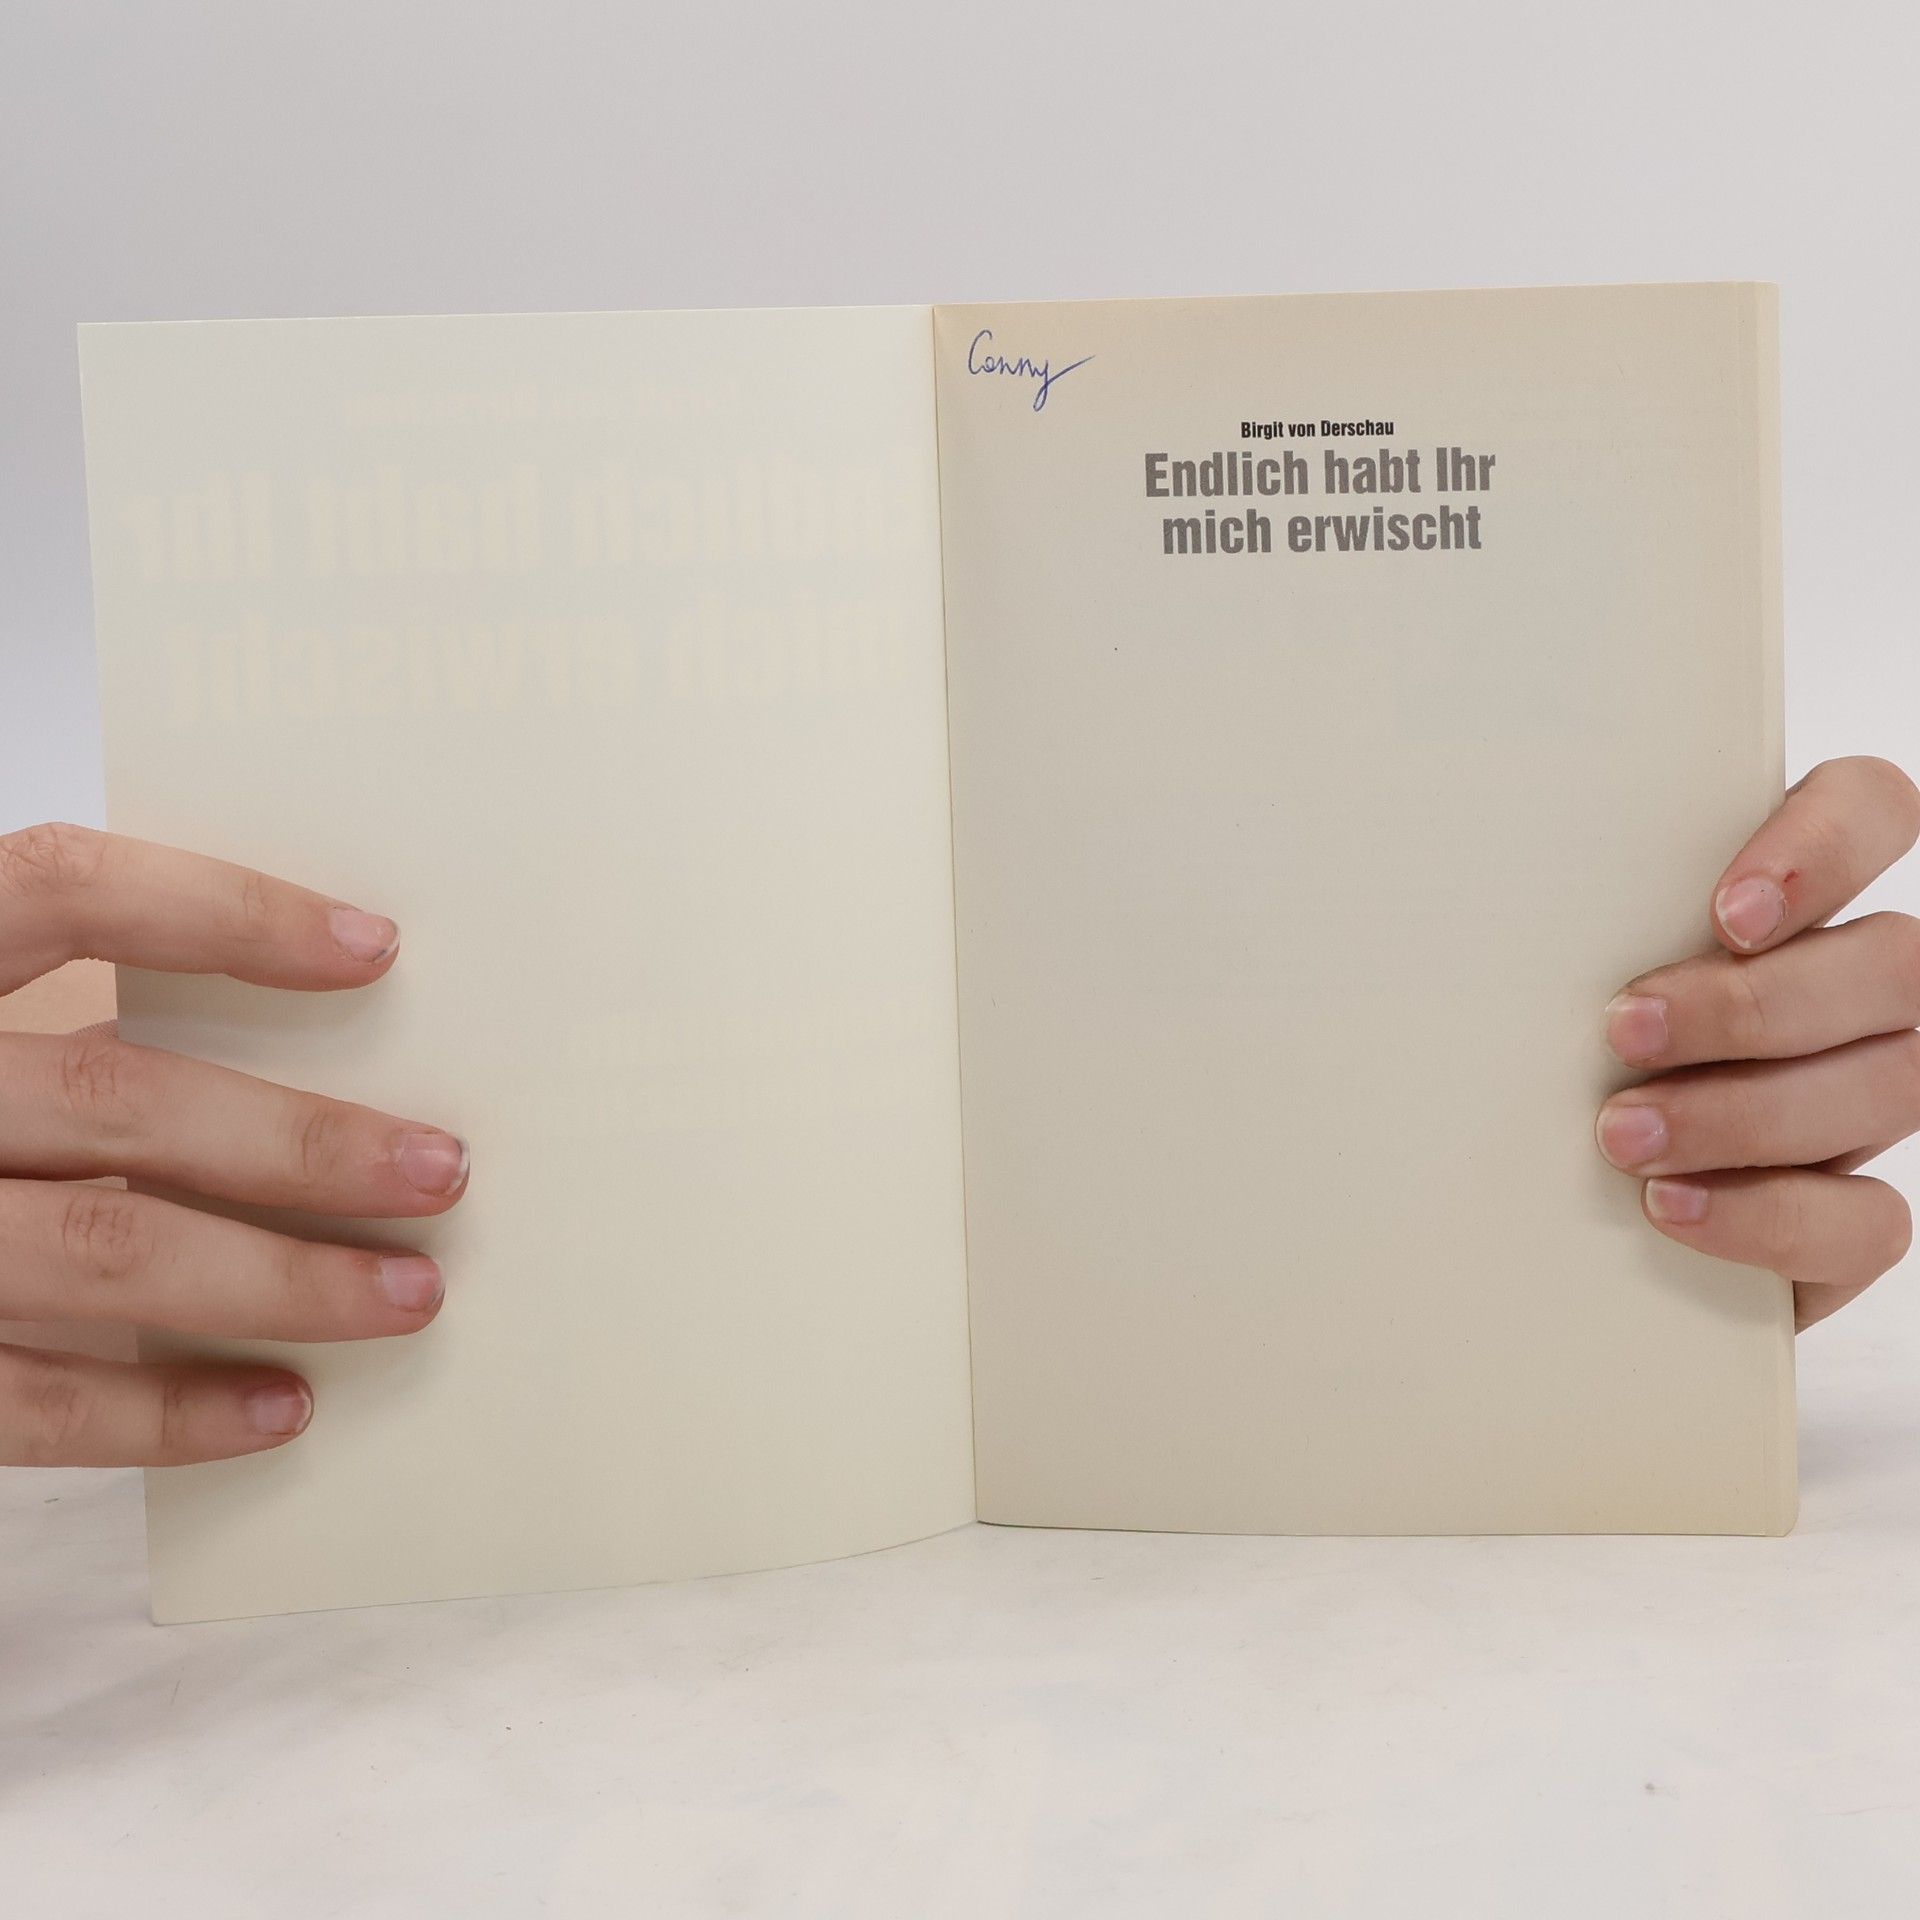 Conny
Birgit von Derschau
Endlich habt Ihr
mich erwischt